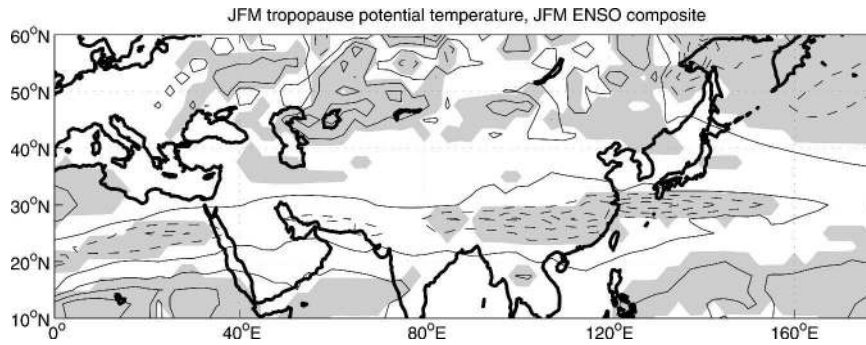 JFM tropopause potential temperature, JFM ENSO composite
60°N
50°N
40°N
30°N
20°N
10°N
0°
40°E
80°E
120°E
160°E